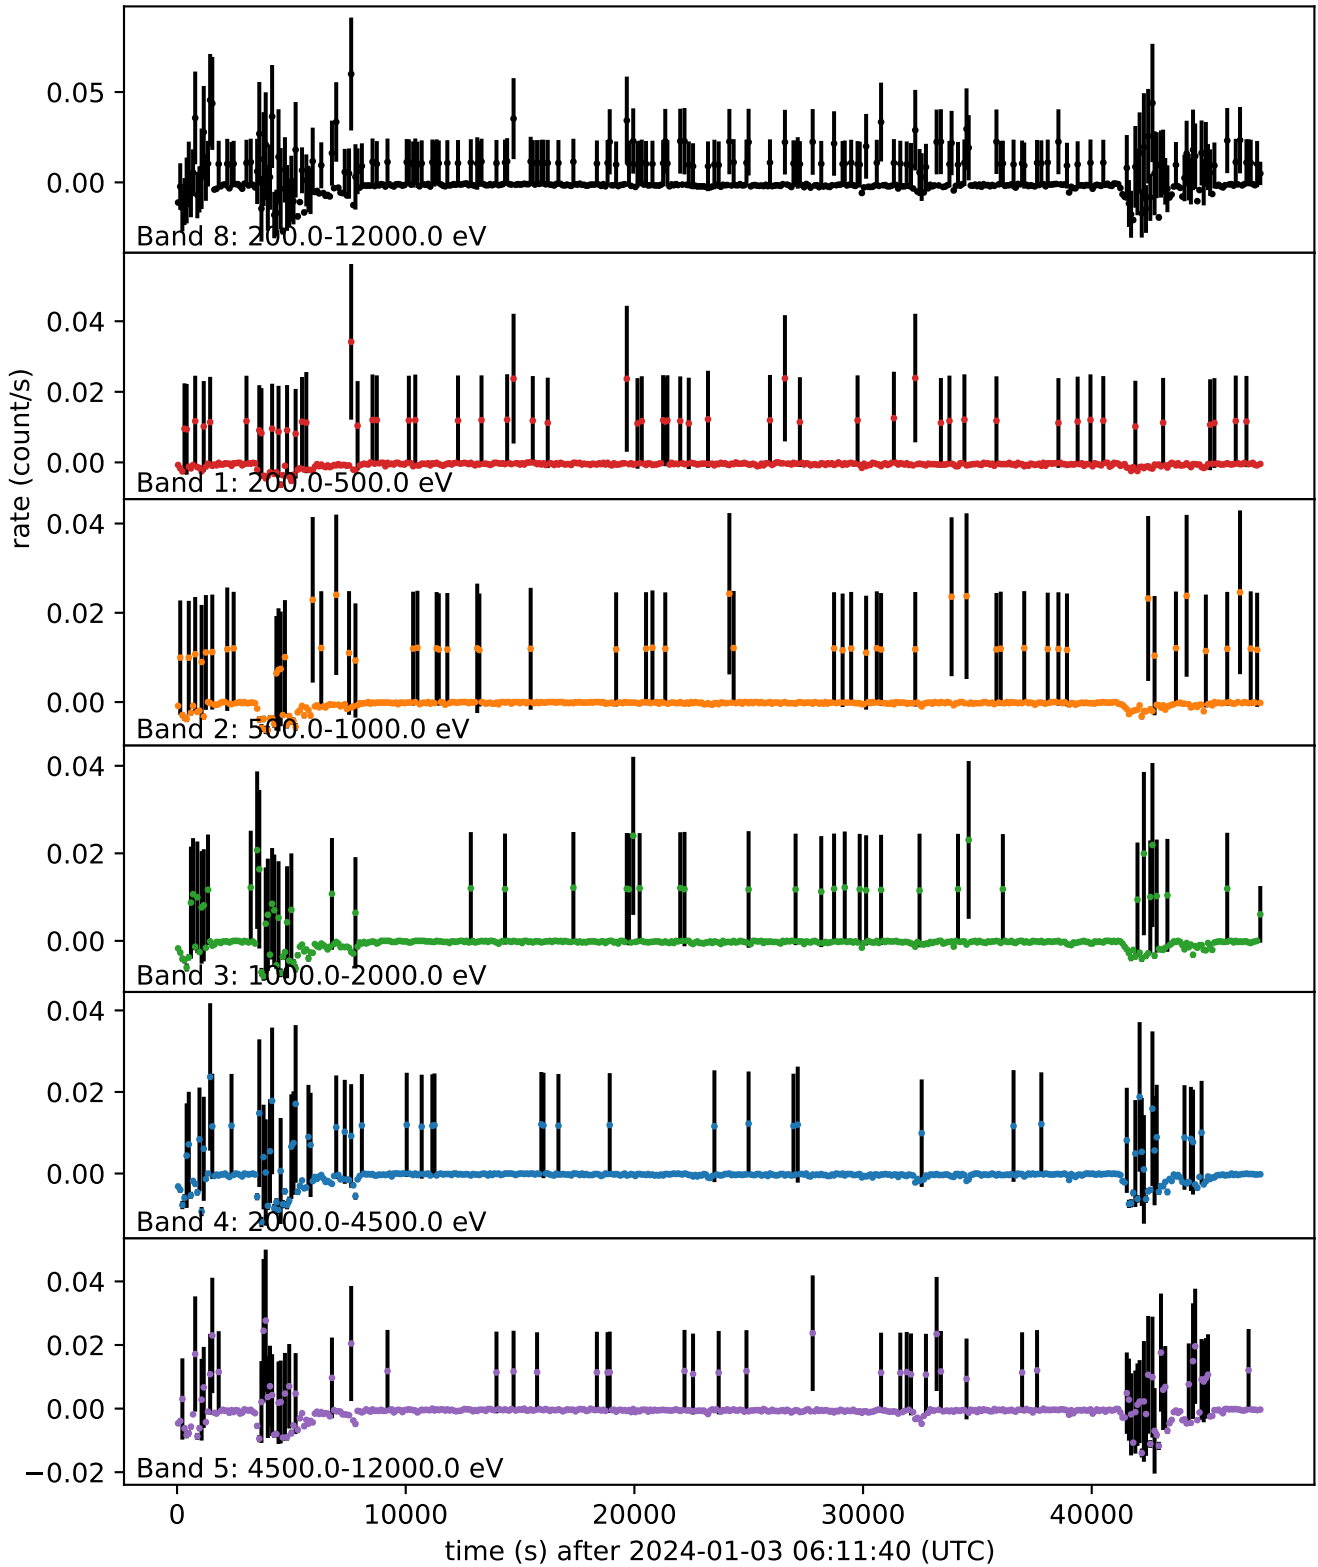 0.05
0.00
Band 8: 200.0-12000.0 eV
0.04
0.02
0.00
Band 1: 200.0-500.0 eV
rate (count/s)
0.04
0.02
0.00
Band 2: 500.0-1000.0 eV
0.04
0.02
0.00
Band 3: 1000.0-2000.0 eV
0.04
0.02
0.00
Band 4: 2000.0-4500.0 eV
0.04
0.02
0.00
−0.02
Band 5: 4500.0-12000.0 eV
0 10000 20000 30000 40000
time (s) after 2024-01-03 06:11:40 (UTC)